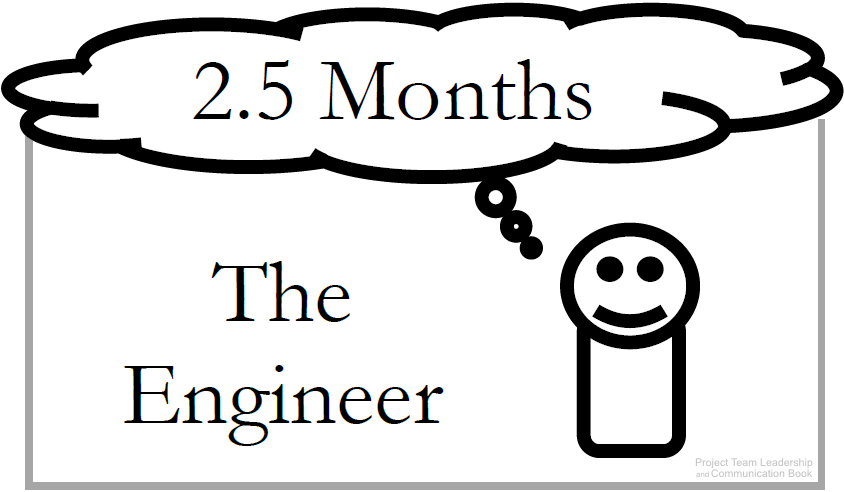 2.5 Months
The
Engineer
Project Team Leadership
and Communication Book